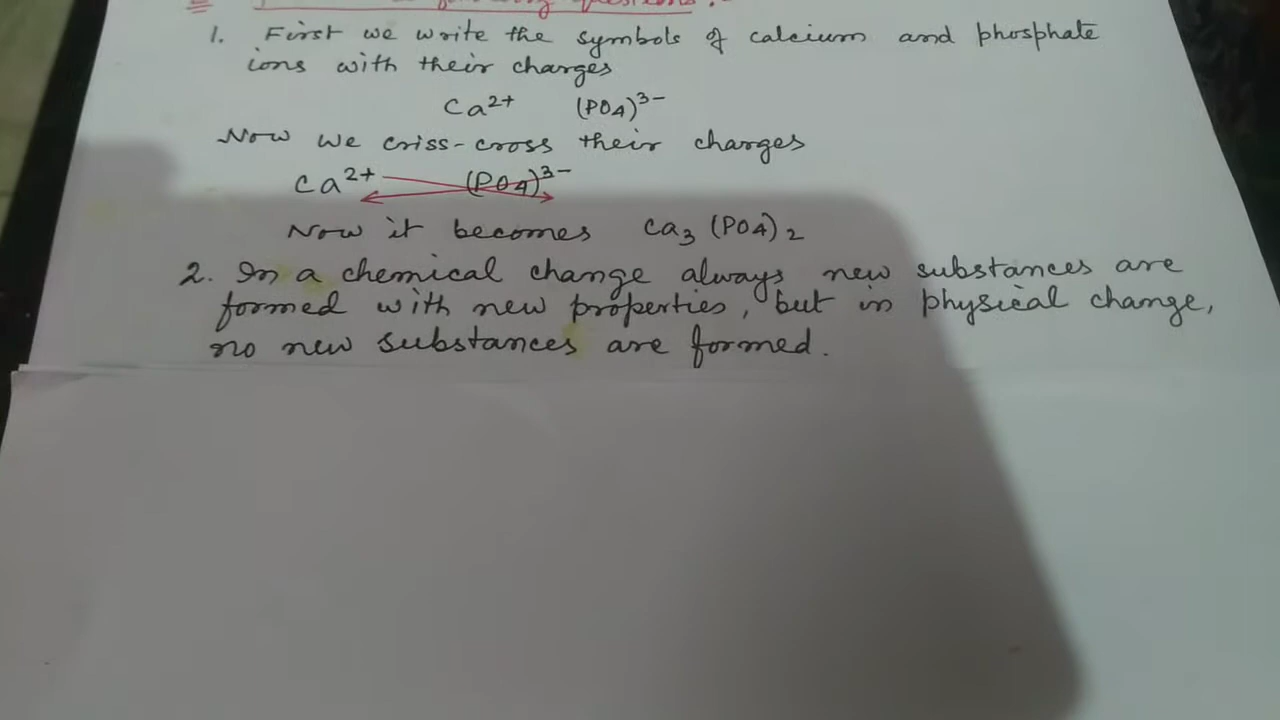 following questions:
1. First we write the symbols of calcium and phosphate
ions with their charges
Ca²⁺ (PO₄)³⁻
Now we criss-cross their charges
Ca²⁺ (PO₄)³⁻
Now it becomes Ca₃ (PO₄)₂
2. In a chemical change always new substances are
formed with new properties, but in physical change,
no new substances are formed.